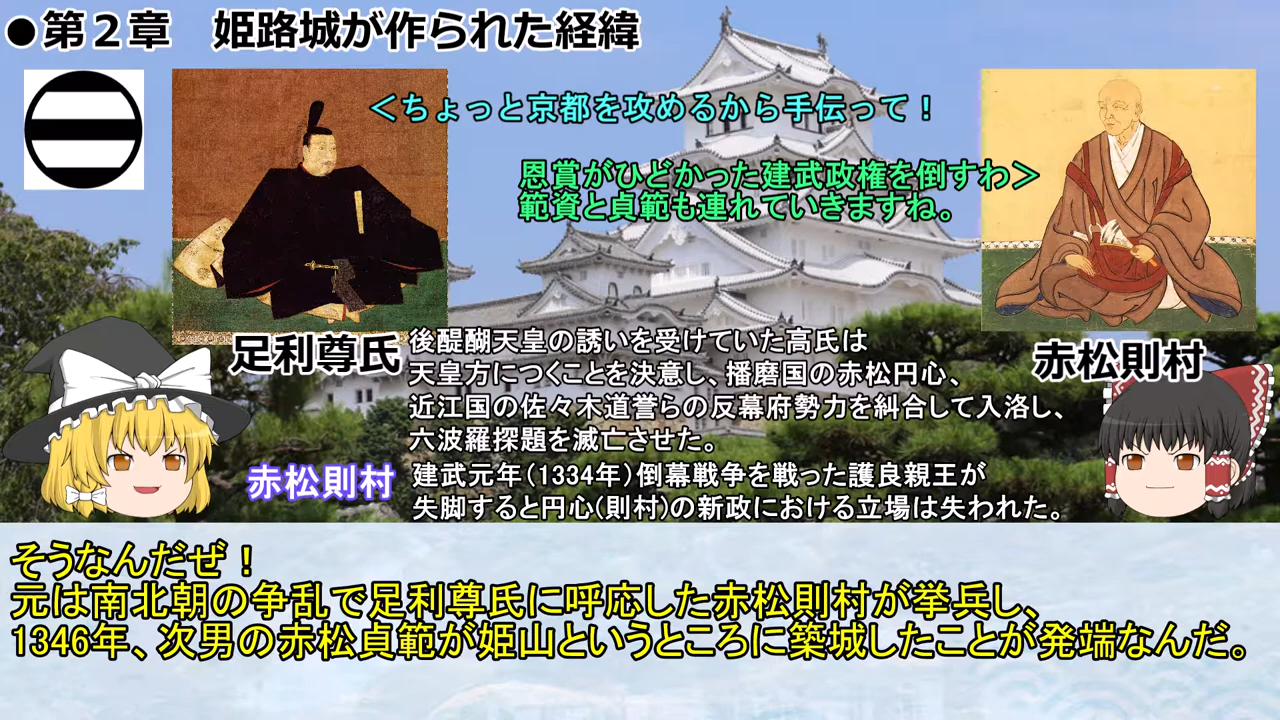 ●第２章　姫路城が作られた経緯
＜ちょっと京都を攻めるから手伝って！
恩賞がひどかった建武政権を倒すわ＞
範資と貞範も連れていきますね。
足利尊氏
赤松則村
後醍醐天皇の誘いを受けていた高氏は
天皇方につくことを決意し、播磨国の赤松円心、
近江国の佐々木道誉らの反幕府勢力を糾合して入洛し、
六波羅探題を滅亡させた。
赤松則村
建武元年（1334年）倒幕戦争を戦った護良親王が
失脚すると円心(則村)の新政における立場は失われた。
そうなんだぜ！
元は南北朝の争乱で足利尊氏に呼応した赤松則村が挙兵し、
1346年、次男の赤松貞範が姫山というところに築城したことが発端なんだ。